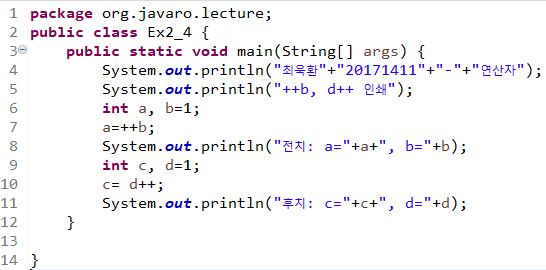 1 package org.javaro.lecture;
2 public class Ex2_4 {
3 public static void main(String[] args) {
4 System.out.println("최욱환"+"20171411"+"-"+"연산자");
5 System.out.println("++b, d++ 인쇄");
6 int a, b=1;
7 a=++b;
8 System.out.println("전치: a="+a+", b="+b);
9 int c, d=1;
10 c= d++;
11 System.out.println("후치: c="+c+", d="+d);
12 }
13
14 }